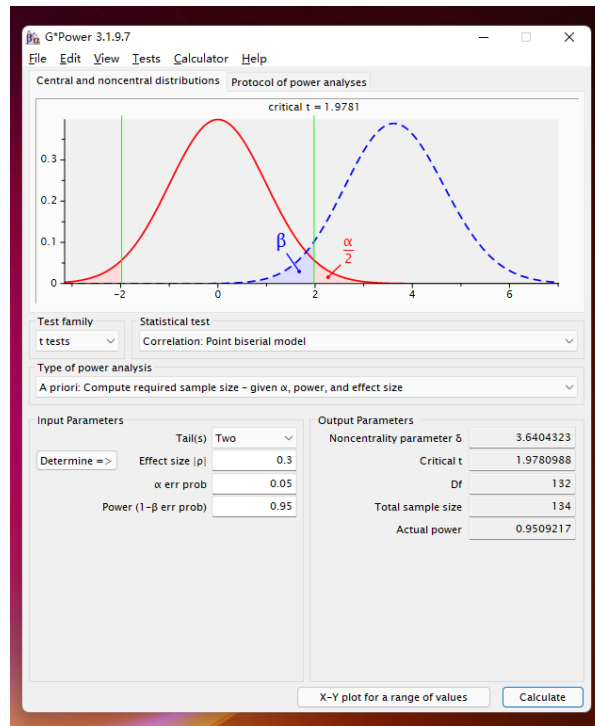 G*Power 3.1.9.7
File Edit View Tests Calculator Help
Central and noncentral distributions Protocol of power analyses
critical t = 1.9781
0.3
0.2
0.1
0
β
α
2
-2 0 2 4 6
Test family Statistical test
t tests Correlation: Point biserial model
Type of power analysis
A priori: Compute required sample size - given α, power, and effect size
Input Parameters Output Parameters
Tail(s) Two Noncentrality parameter δ 3.6404323
Determine => Effect size |ρ| 0.3 Critical t 1.9780988
α err prob 0.05 Df 132
Power (1-β err prob) 0.95 Total sample size 134
Actual power 0.9509217
X-Y plot for a range of values Calculate